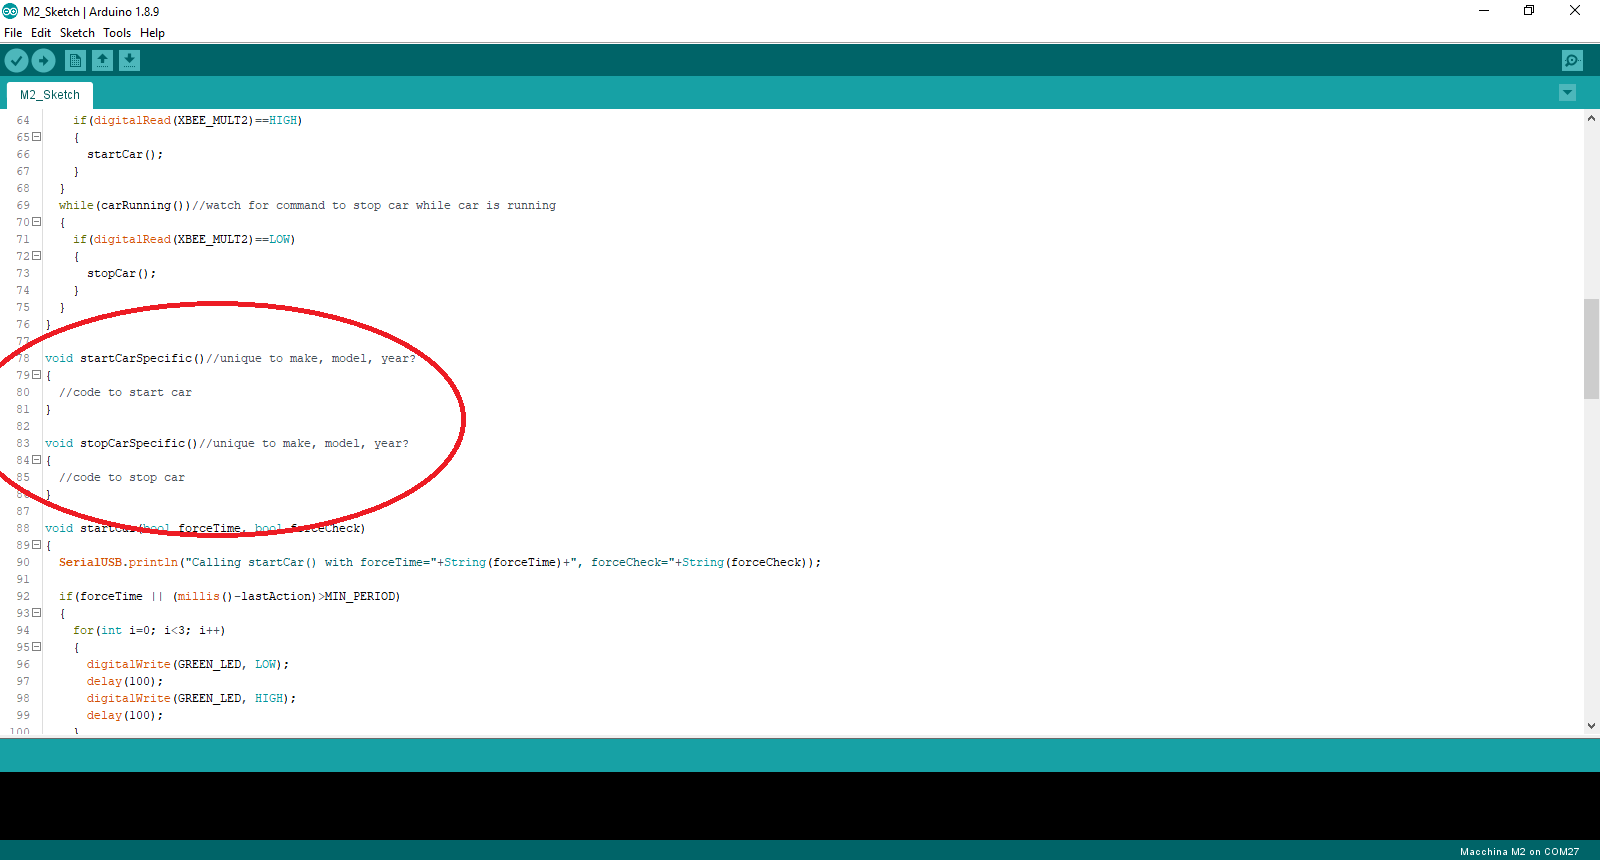 M2_Sketch | Arduino 1.8.9
File Edit Sketch Tools Help
M2_Sketch
64 if(digitalRead(XBEE_MULT2)==HIGH)
65 {
66 startCar();
67 }
68 }
69 while(carRunning())//watch for command to stop car while car is running
70 {
71 if(digitalRead(XBEE_MULT2)==LOW)
72 {
73 stopCar();
74 }
75 }
76 }
77
78 void startCarSpecific()//unique to make, model, year?
79 {
80 //code to start car
81 }
82
83 void stopCarSpecific()//unique to make, model, year?
84 {
85 //code to stop car
86 }
87
88 void startCar(bool forceTime, bool forceCheck)
89 {
90 SerialUSB.println("Calling startCar() with forceTime="+String(forceTime)+", forceCheck="+String(forceCheck));
91
92 if(forceTime || (millis()-lastAction)>MIN_PERIOD)
93 {
94 for(int i=0; i<3; i++)
95 {
96 digitalWrite(GREEN_LED, LOW);
97 delay(100);
98 digitalWrite(GREEN_LED, HIGH);
99 delay(100);
100 }
Macchina M2 on COM27